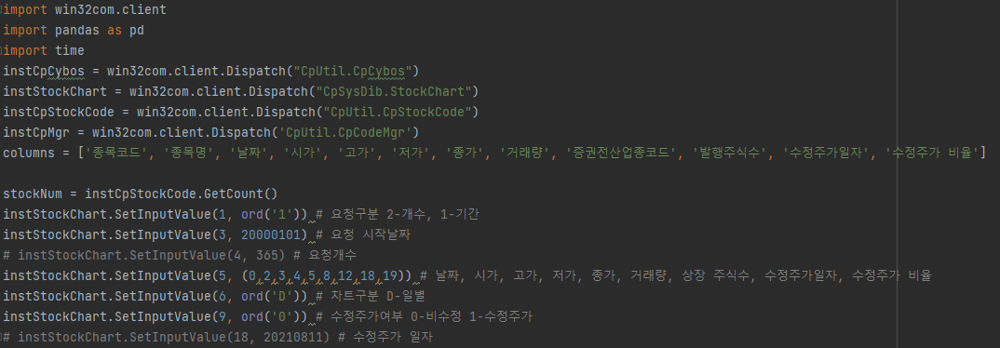 import win32com.client
import pandas as pd
import time
instCpCybos = win32com.client.Dispatch("CpUtil.CpCybos")
instStockChart = win32com.client.Dispatch("CpSysDib.StockChart")
instCpStockCode = win32com.client.Dispatch("CpUtil.CpStockCode")
instCpMgr = win32com.client.Dispatch('CpUtil.CpCodeMgr')
columns = ['종목코드', '종목명', '날짜', '시가', '고가', '저가', '종가', '거래량', '증권전산업종코드', '발행주식수', '수정주가일자', '수정주가 비율']
stockNum = instCpStockCode.GetCount()
instStockChart.SetInputValue(1, ord('1')) # 요청구분 2-개수, 1-기간
instStockChart.SetInputValue(3, 20000101) # 요청 시작날짜
# instStockChart.SetInputValue(4, 365) # 요청개수
instStockChart.SetInputValue(5, (0,2,3,4,5,8,12,18,19)) # 날짜, 시가, 고가, 저가, 종가, 거래량, 상장 주식수, 수정주가일자, 수정주가 비율
instStockChart.SetInputValue(6, ord('D')) # 차트구분 D-일별
instStockChart.SetInputValue(9, ord('0')) # 수정주가여부 0-비수정 1-수정주가
# instStockChart.SetInputValue(18, 20210811) # 수정주가 일자